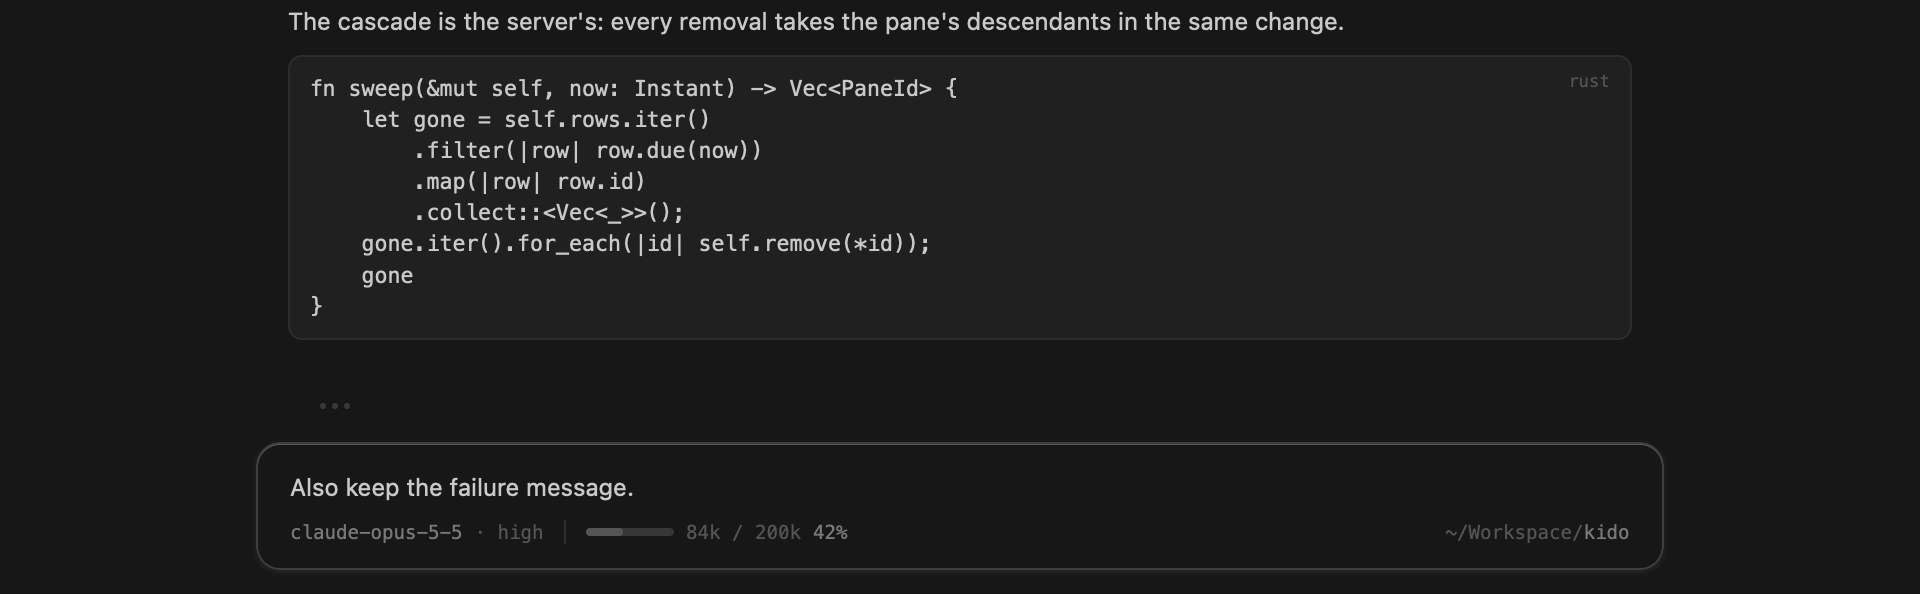 The cascade is the server's: every removal takes the pane's descendants in the same change.
rust
fn sweep(&mut self, now: Instant) -> Vec<PaneId> {
    let gone = self.rows.iter()
        .filter(|row| row.due(now))
        .map(|row| row.id)
        .collect::<Vec<_>>();
    gone.iter().for_each(|id| self.remove(*id));
    gone
}
Also keep the failure message.
claude-opus-5-5 · high 84k / 200k 42% ~/Workspace/kido